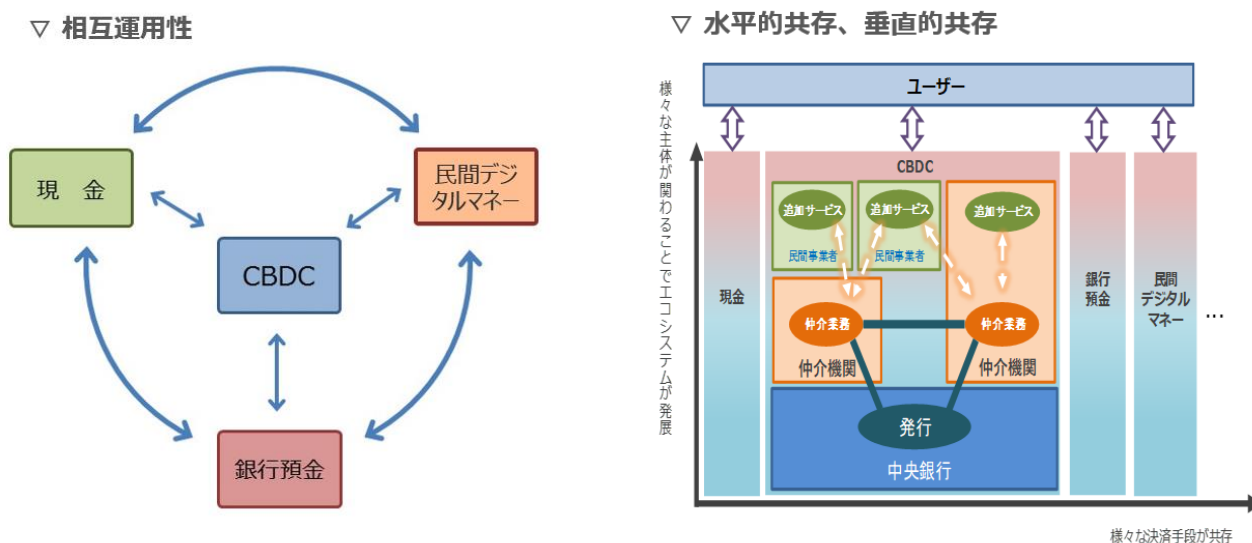 ▽ 相互運用性
現　金
民間デジ
タルマネー
CBDC
銀行預金
▽ 水平的共存、垂直的共存
様々な主体が関わることでエコシステムが発展
ユーザー
現金
CBDC
追加サービス
追加サービス
追加サービス
民間事業者
民間事業者
仲介業務
仲介業務
仲介機関
仲介機関
発行
中央銀行
銀行
預金
民間
デジタル
マネー
…
様々な決済手段が共存